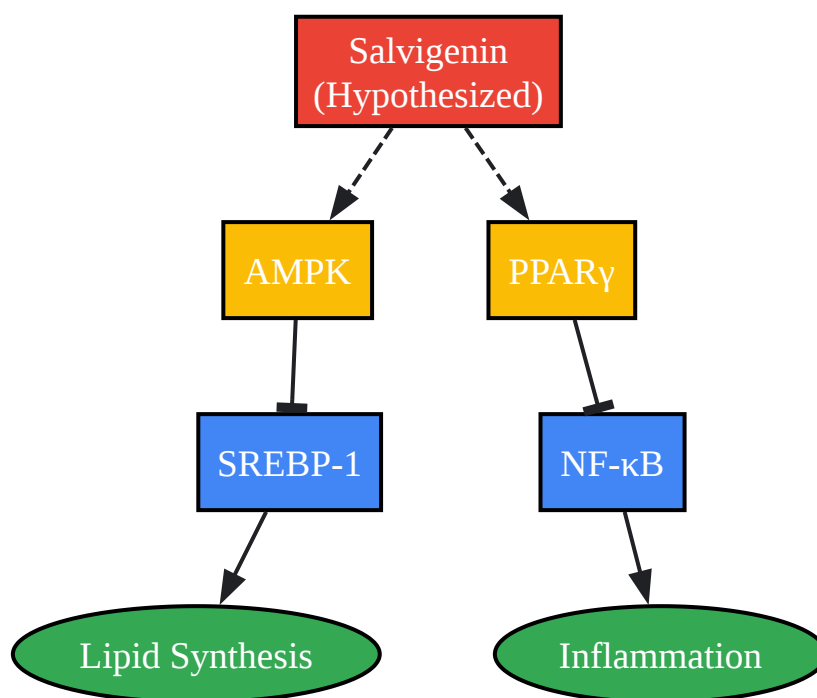 Salvigenin
(Hypothesized)
AMPK
PPARγ
SREBP-1
NF-κB
Lipid Synthesis
Inflammation